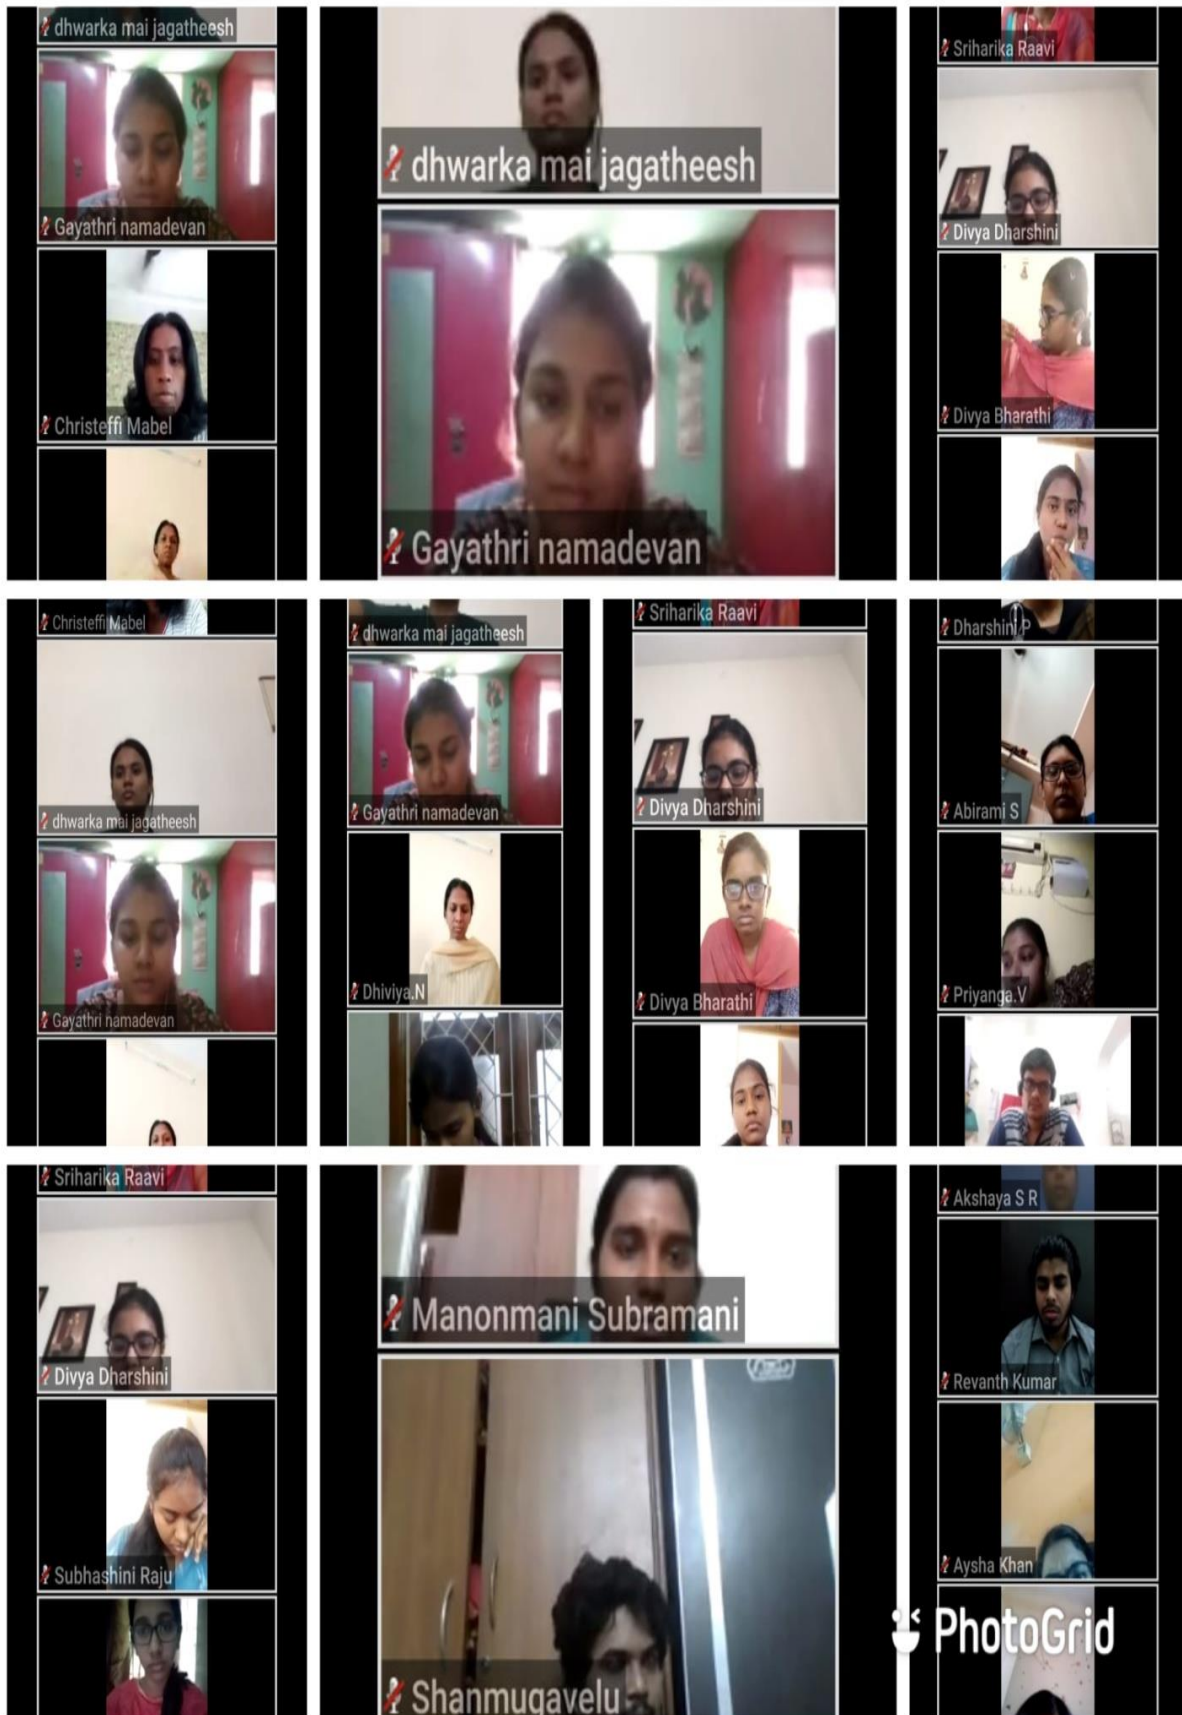 dhwarka mai jagatheesh
Gayathri namadevan
Christeffi Mabel
dhwarka mai jagatheesh
Gayathri namadevan
Sriharika Raavi
Divya Dharshini
Divya Bharathi
Christeffi Mabel
dhwarka mai jagatheesh
Gayathri namadevan
dhwarka mai jagatheesh
Gayathri namadevan
Dhiviya.N
Sriharika Raavi
Divya Dharshini
Divya Bharathi
Dharshini P
Abirami S
Priyanga.V
Sriharika Raavi
Divya Dharshini
Subhashini Raju
Manonmani Subramani
Shanmugavelu
Akshaya S R
Revanth Kumar
Aysha Khan
PhotoGrid